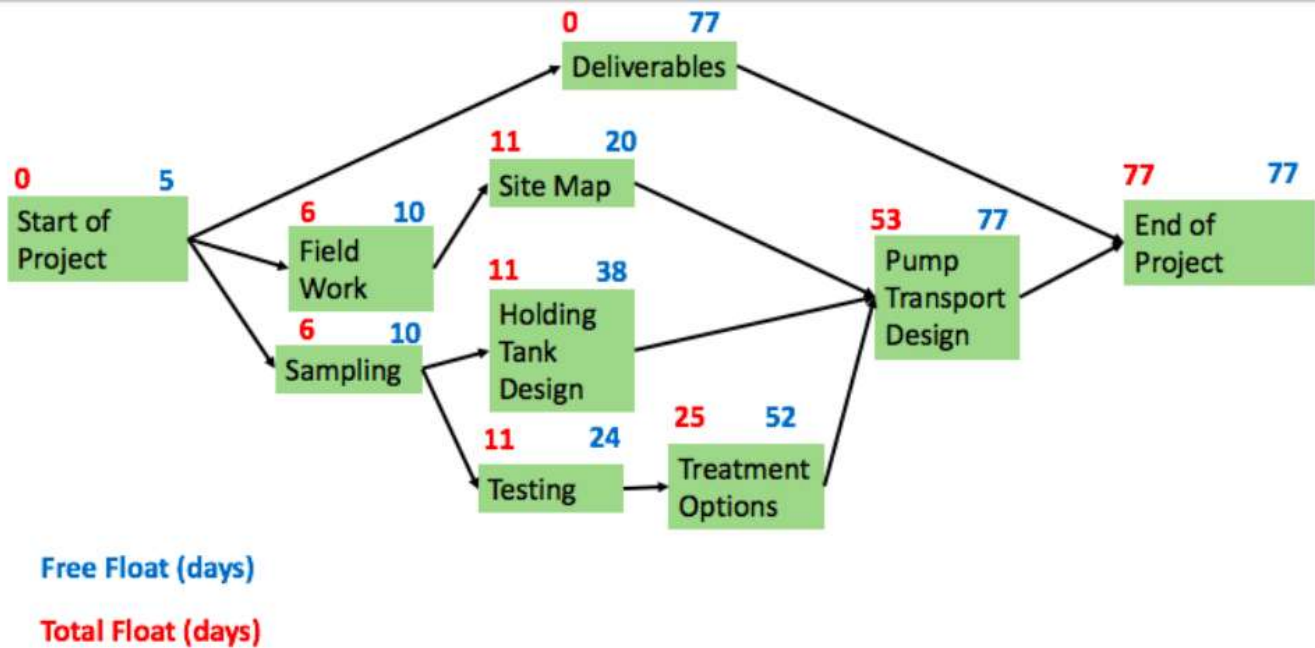 0 77
Deliverables
11 20
Site Map
0 5
Start of
Project
6 10
Field
Work
77 77
End of
Project
53 77
Pump
Transport
Design
11 38
Holding
Tank
Design
6 10
Sampling
11 24
Testing
25 52
Treatment
Options
Free Float (days)
Total Float (days)